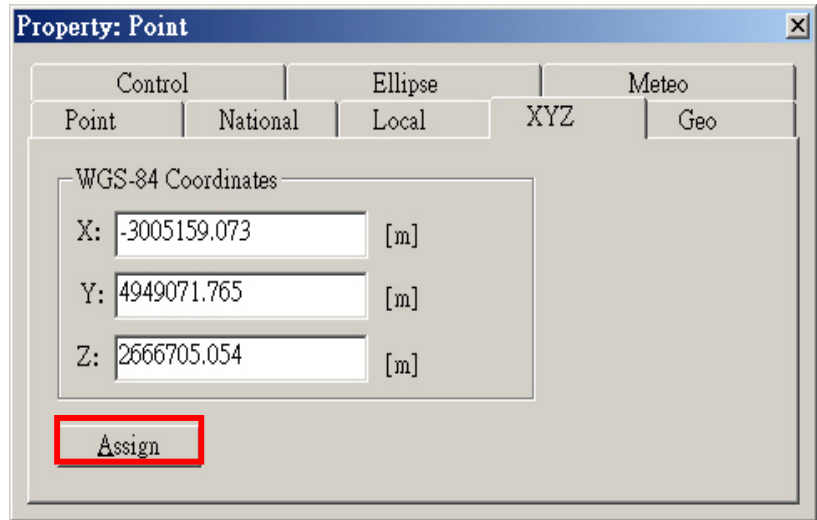 Property: Point
Control Ellipse Meteo
Point National Local XYZ Geo
WGS-84 Coordinates
X: -3005159.073 [m]
Y: 4949071.765 [m]
Z: 2666705.054 [m]
Assign